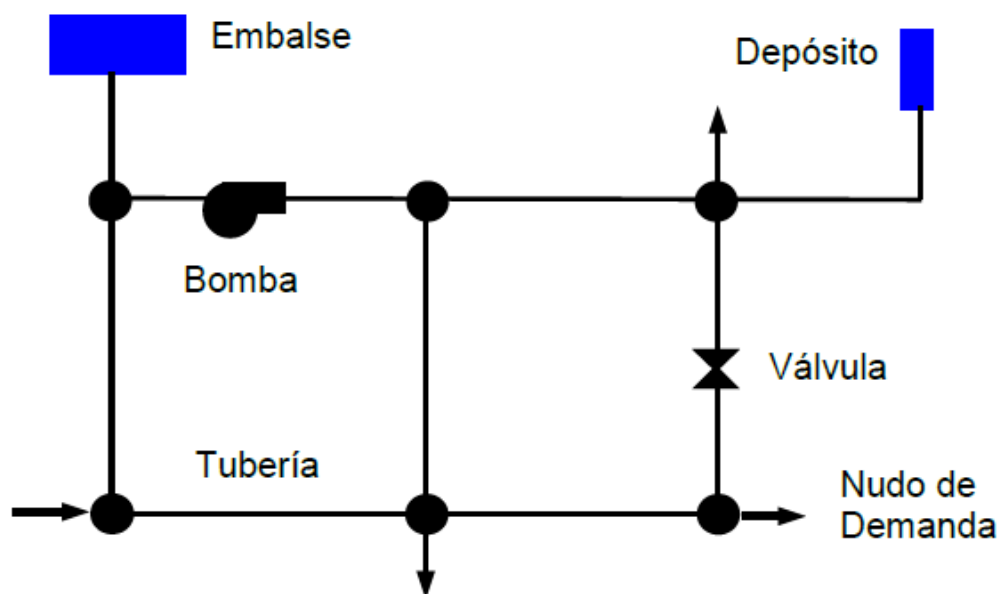 Embalse
Depósito
Bomba
Válvula
Tubería
Nudo de
Demanda